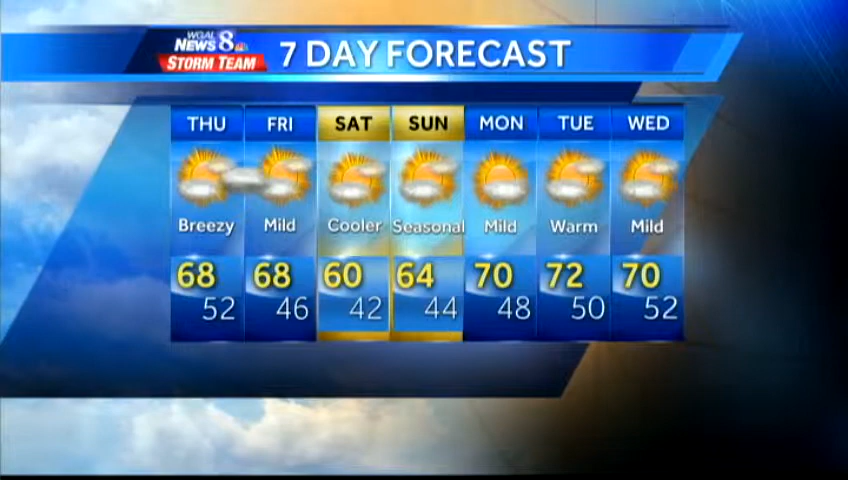 WGAL
NEWS 8
STORM TEAM
7 DAY FORECAST
THU FRI SAT SUN MON TUE WED
Breezy Mild Cooler Seasonal Mild Warm Mild
68 68 60 64 70 72 70
52 46 42 44 48 50 52